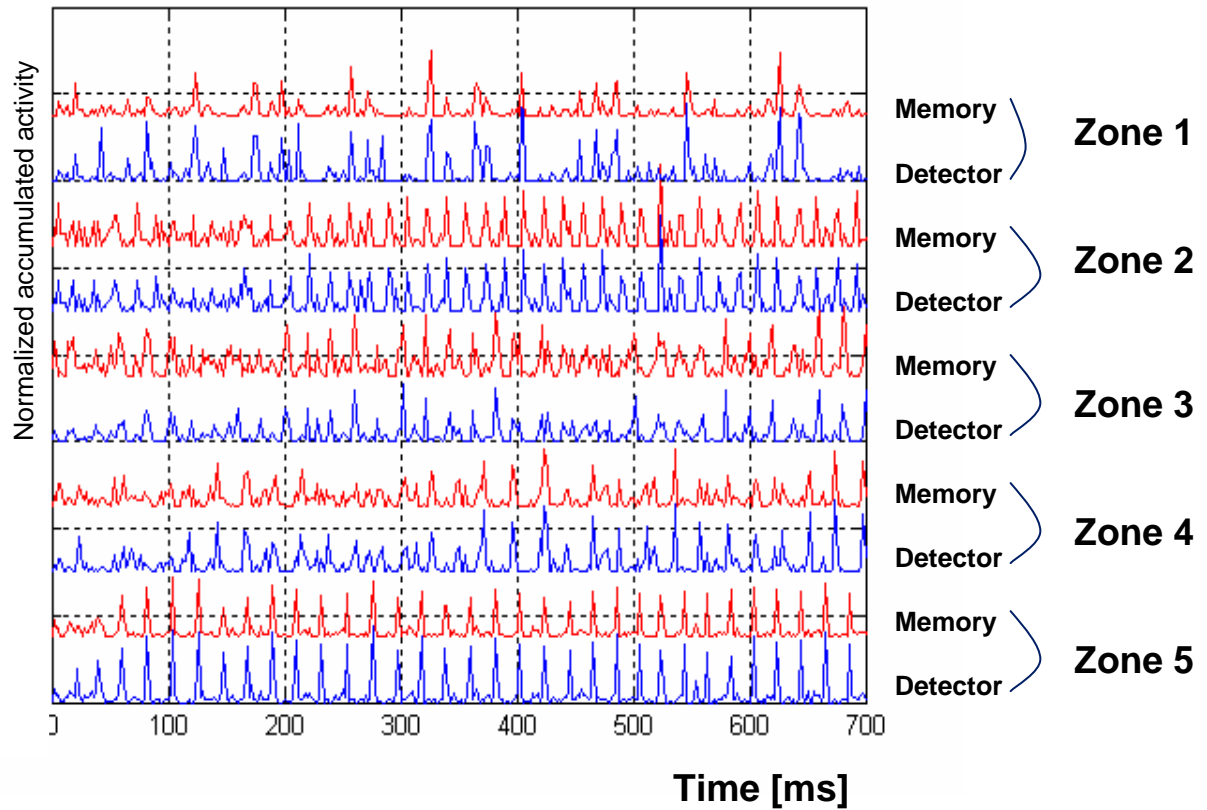 Normalized accumulated activity
Memory
Zone 1
Detector
Memory
Zone 2
Detector
Memory
Zone 3
Detector
Memory
Zone 4
Detector
Memory
Zone 5
Detector
0 100 200 300 400 500 600 700
Time [ms]